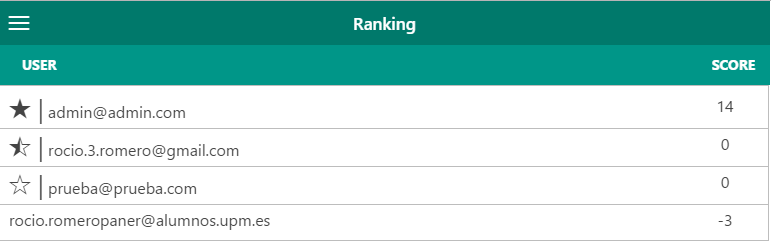 Ranking
USER SCORE
admin@admin.com 14
rocio.3.romero@gmail.com 0
prueba@prueba.com 0
rocio.romeropaner@alumnos.upm.es -3